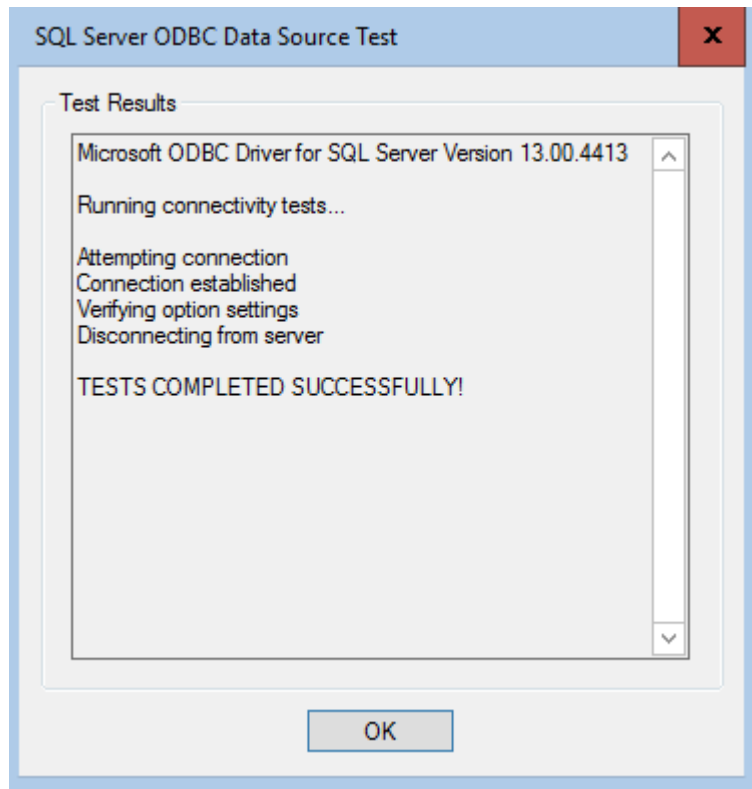 SQL Server ODBC Data Source Test
x
Test Results
Microsoft ODBC Driver for SQL Server Version 13.00.4413
Running connectivity tests...
Attempting connection
Connection established
Verifying option settings
Disconnecting from server
TESTS COMPLETED SUCCESSFULLY!
OK